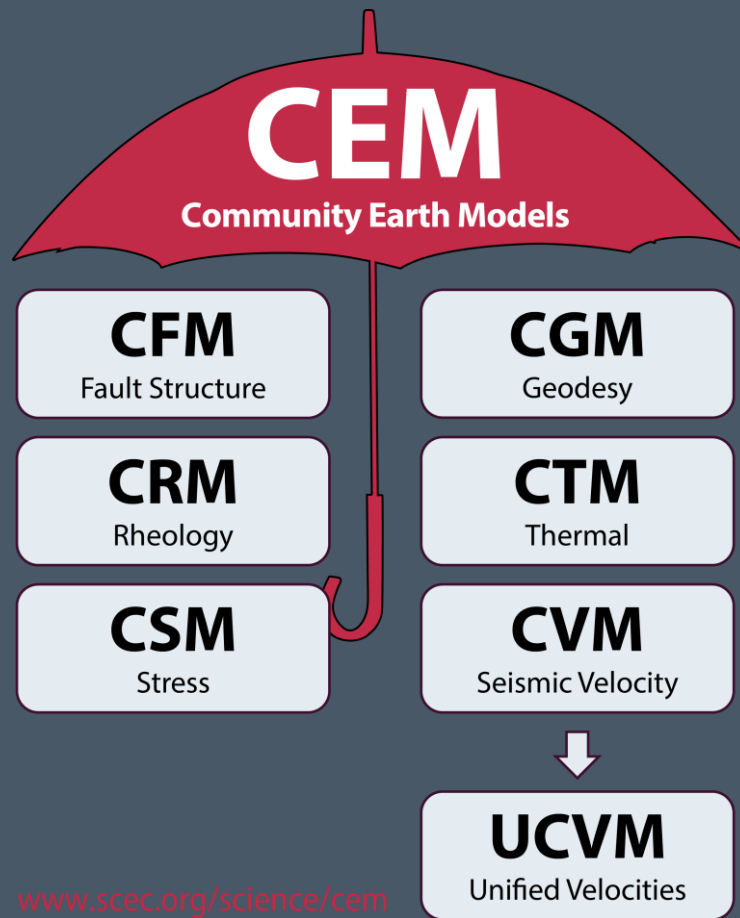 CEM
Community Earth Models
CFM
Fault Structure
CGM
Geodesy
CRM
Rheology
CTM
Thermal
CSM
Stress
CVM
Seismic Velocity
UCVM
Unified Velocities
www.scec.org/science/cem